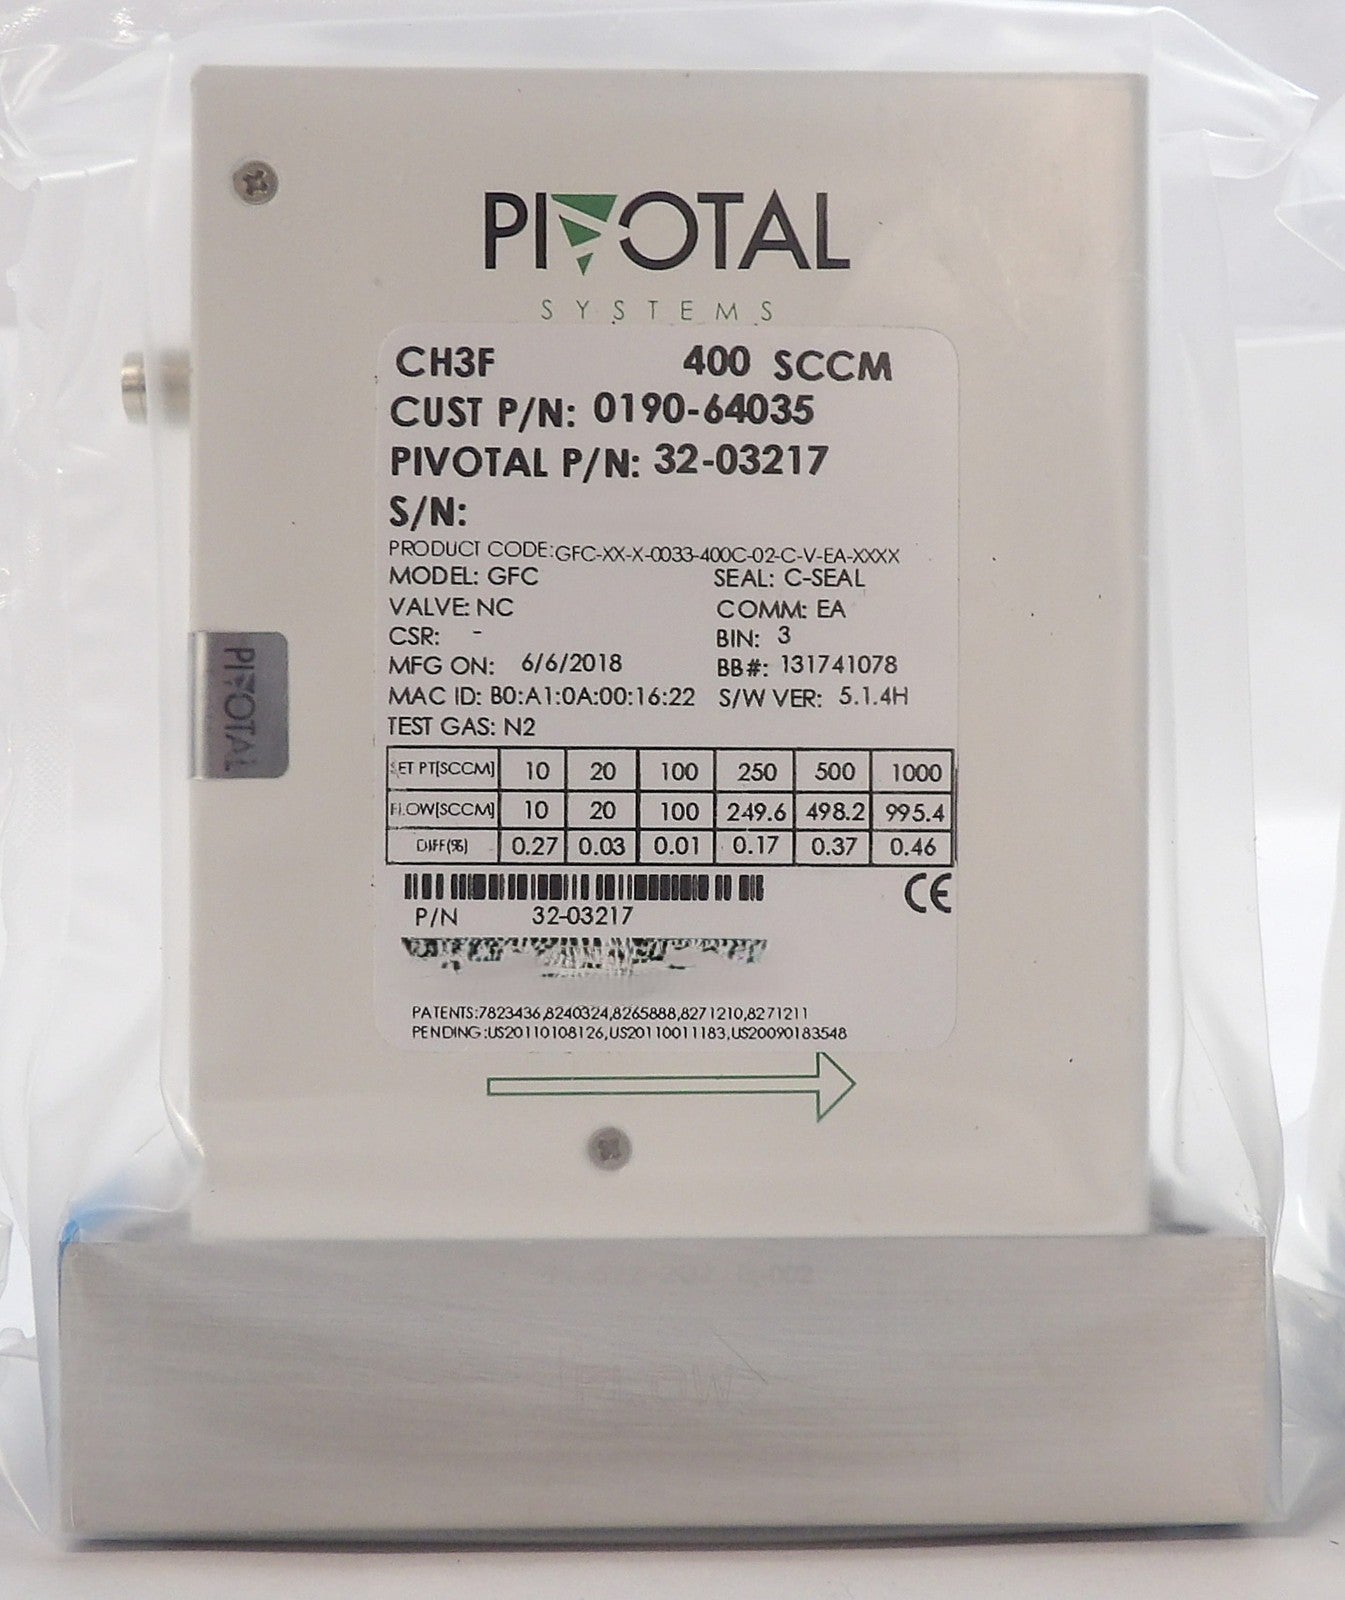 PIVOTAL
SYSTEMS
CH3F 400 SCCM
CUST P/N: 0190-64035
PIVOTAL P/N: 32-03217
S/N:
PRODUCT CODE: GFC-XX-X-0033-400C-02-C-V-EA-XXXX
MODEL: GFC SEAL: C-SEAL
VALVE: NC COMM: EA
CSR: - BIN: 3
MFG ON: 6/6/2018 BB#: 131741078
MAC ID: B0:A1:0A:00:16:22 S/W VER: 5.1.4H
TEST GAS: N2
SET PT[SCCM] 10 20 100 250 500 1000
FLOW[SCCM] 10 20 100 249.6 498.2 995.4
DIFF(%) 0.27 0.03 0.01 0.17 0.37 0.46
CE
P/N 32-03217
PATENTS:7823436,8240324,8265888,8271210,8271211
PENDING:US20110108126,US20110011183,US20090183548
PIVOTAL
FLOW